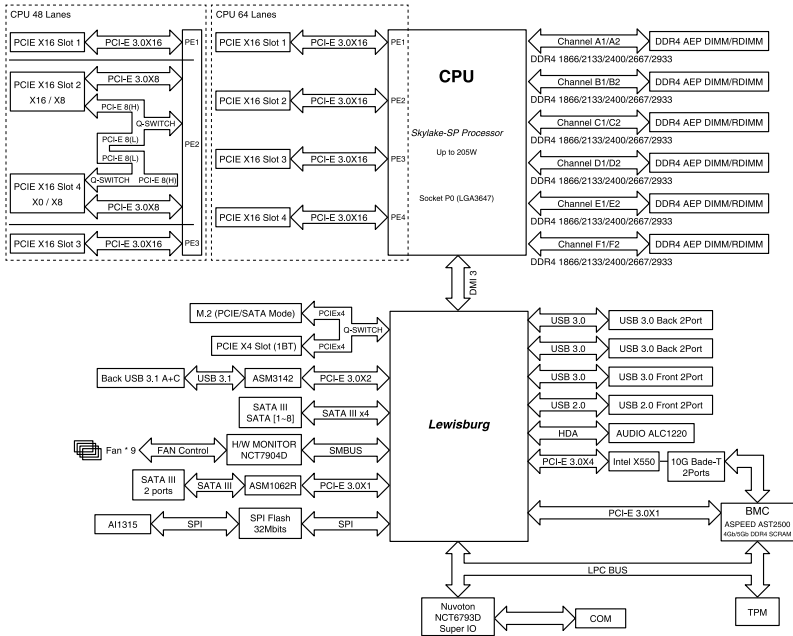 CPU 48 Lanes
CPU 64 Lanes
PCIE X16 Slot 1
PCI-E 3.0X16
PE1
PCIE X16 Slot 2
X16 / X8
PCI-E 3.0X8
PCI-E 8(H)
Q-SWITCH
PCI-E 8(L)
PE2
PCI-E 8(L)
Q-SWITCH
PCI-E 8(H)
PCIE X16 Slot 4
X0 / X8
PCI-E 3.0X8
PCIE X16 Slot 3
PCI-E 3.0X16
PE3
PCIE X16 Slot 1
PCI-E 3.0X16
PE1
PCIE X16 Slot 2
PCI-E 3.0X16
PE2
PCIE X16 Slot 3
PCI-E 3.0X16
PE3
PCIE X16 Slot 4
PCI-E 3.0X16
PE4
CPU
Skylake-SP Processor
Up to 205W
Socket P0 (LGA3647)
Channel A1/A2
DDR4 AEP DIMM/RDIMM
DDR4 1866/2133/2400/2667/2933
Channel B1/B2
DDR4 AEP DIMM/RDIMM
DDR4 1866/2133/2400/2667/2933
Channel C1/C2
DDR4 AEP DIMM/RDIMM
DDR4 1866/2133/2400/2667/2933
Channel D1/D2
DDR4 AEP DIMM/RDIMM
DDR4 1866/2133/2400/2667/2933
Channel E1/E2
DDR4 AEP DIMM/RDIMM
DDR4 1866/2133/2400/2667/2933
Channel F1/F2
DDR4 AEP DIMM/RDIMM
DDR4 1866/2133/2400/2667/2933
DMI 3
M.2 (PCIE/SATA Mode)
PCIEx4
Q-SWITCH
PCIE X4 Slot (1BT)
PCIEx4
Back USB 3.1 A+C
USB 3.1
ASM3142
PCI-E 3.0X2
SATA III
SATA [1~8]
SATA III x4
Fan * 9
FAN Control
H/W MONITOR
NCT7904D
SMBUS
SATA III
2 ports
SATA III
ASM1062R
PCI-E 3.0X1
AI1315
SPI
SPI Flash
32Mbits
SPI
Lewisburg
USB 3.0
USB 3.0 Back 2Port
USB 3.0
USB 3.0 Back 2Port
USB 3.0
USB 3.0 Front 2Port
USB 2.0
USB 2.0 Front 2Port
HDA
AUDIO ALC1220
PCI-E 3.0X4
Intel X550
10G Bade-T
2Ports
PCI-E 3.0X1
BMC
ASPEED AST2500
4Gb/5Gb DDR4 SCRAM
LPC BUS
Nuvoton
NCT6793D
Super IO
COM
TPM